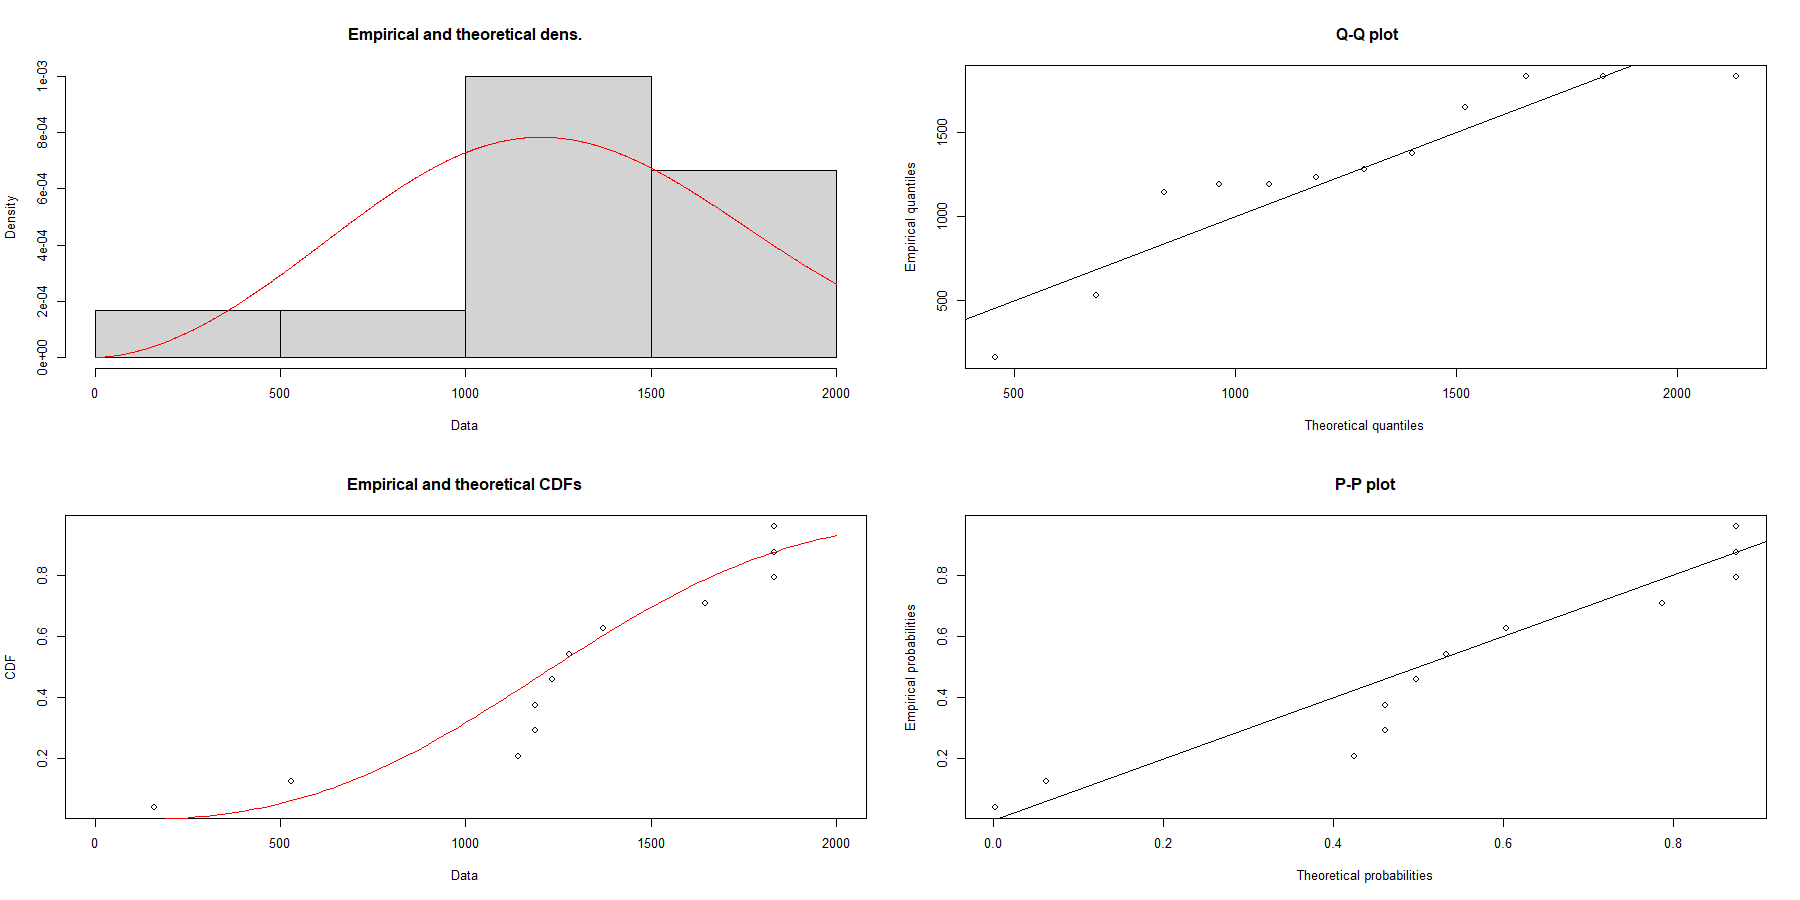 Empirical and theoretical dens.
Density
0e+00 2e-04 4e-04 6e-04 8e-04 1e-03
0 500 1000 1500 2000
Data
Q-Q plot
Empirical quantiles
500 1000 1500
500 1000 1500 2000
Theoretical quantiles
Empirical and theoretical CDFs
CDF
0.2 0.4 0.6 0.8
0 500 1000 1500 2000
Data
P-P plot
Empirical probabilities
0.2 0.4 0.6 0.8
0.0 0.2 0.4 0.6 0.8
Theoretical probabilities